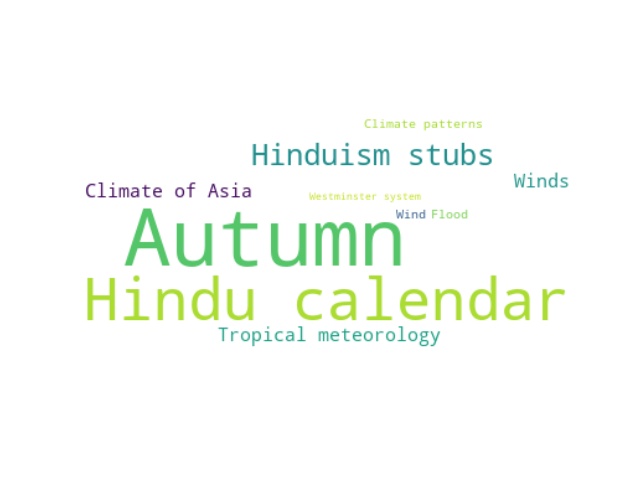 Climate patterns
Hinduism stubs
Winds
Climate of Asia
Westminster system
Wind
Flood
Autumn
Hindu calendar
Tropical meteorology